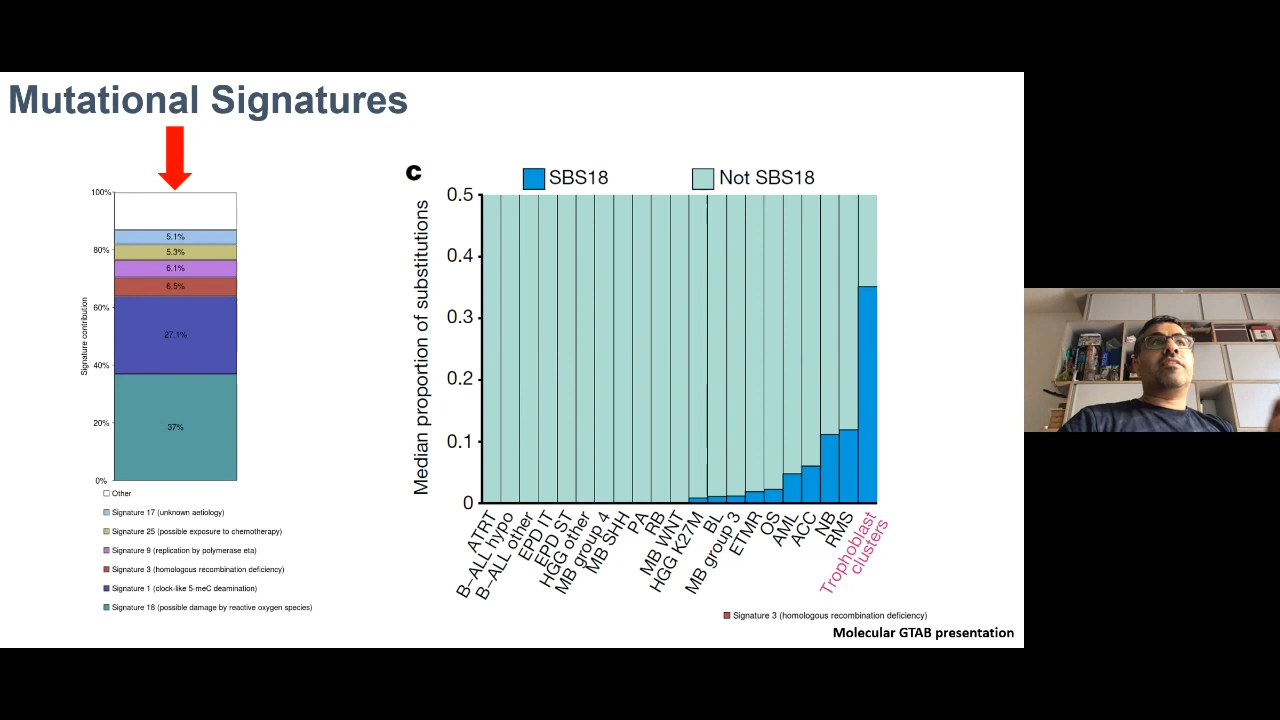 Mutational Signatures
100%
80%
60%
40%
20%
0%
Signature contribution
5.1%
5.3%
6.1%
6.5%
27.1%
37%
Other
Signature 17 (unknown aetiology)
Signature 25 (possible exposure to chemotherapy)
Signature 9 (replication by polymerse eta)
Signature 3 (homologous recombination deficiency)
Signature 1 (clock-like 5-meC deamination)
Signature 18 (possible damage by reactive oxygen species)
c
SBS18
Not SBS18
Median proportion of substitutions
0.5
0.4
0.3
0.2
0.1
0
ATRT
B–ALL hypo
B–ALL other
EPD IT
EPD ST
HGG other
MB group 4
MB SHH
PA
RB
MB WNT
HGG K27M
BL
MB group 3
ETMR
OS
AML
ACC
NB
RMS
Trophoblast
clusters
Signature 3 (homologous recombination deficiency)
Molecular GTAB presentation